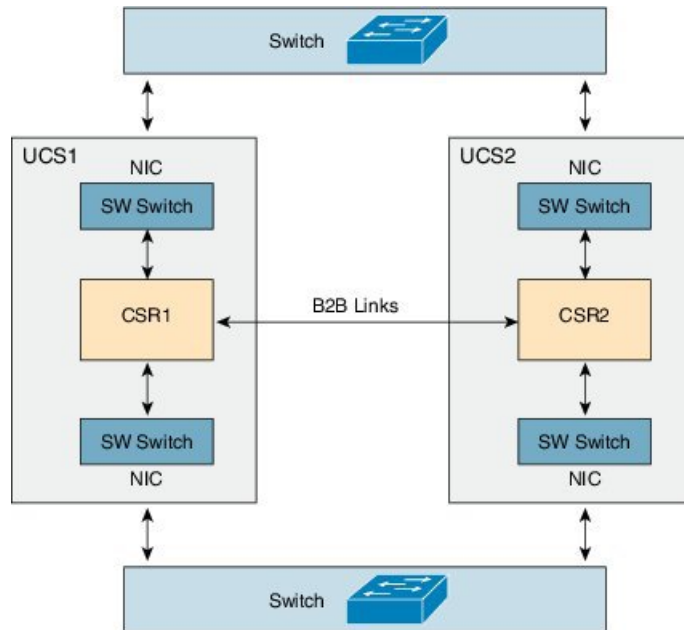 Switch
UCS1
NIC
SW Switch
CSR1
SW Switch
NIC
B2B Links
UCS2
NIC
SW Switch
CSR2
SW Switch
NIC
Switch